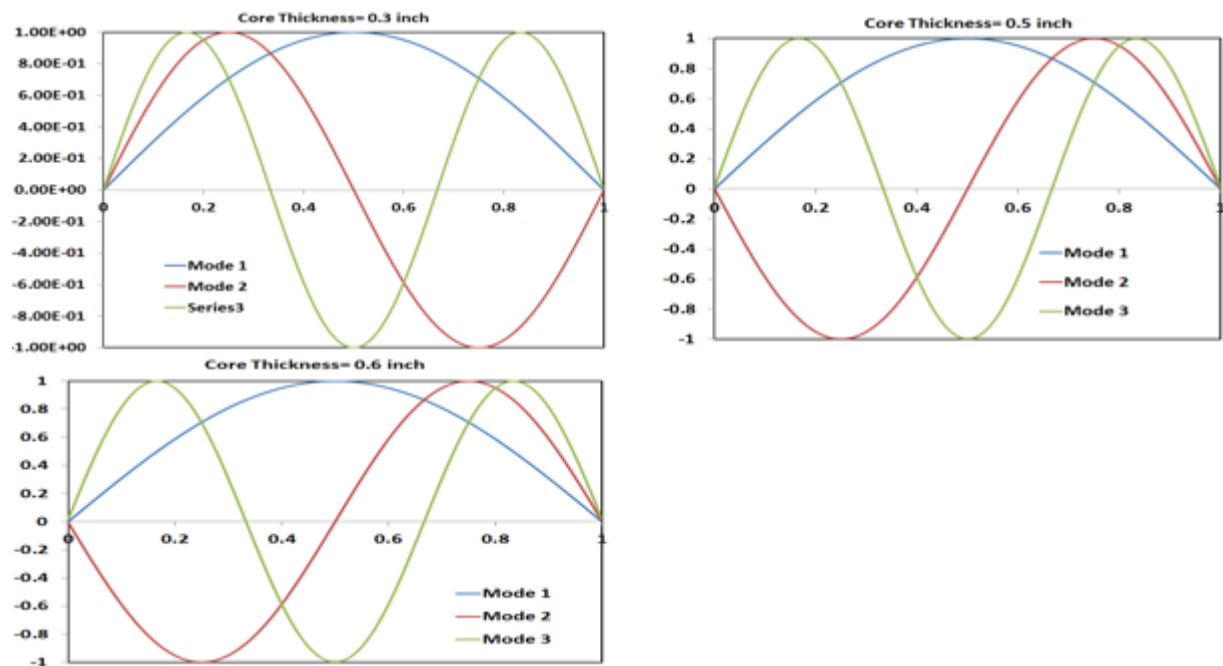 Core Thickness= 0.3 inch
1.00E+00
8.00E-01
6.00E-01
4.00E-01
2.00E-01
0.00E+00
-2.00E-01
-4.00E-01
-6.00E-01
-8.00E-01
-1.00E+00
0
0.2
0.4
0.6
0.8
1
Mode 1
Mode 2
Series3
Core Thickness= 0.5 inch
1
0.8
0.6
0.4
0.2
0
-0.2
-0.4
-0.6
-0.8
-1
0
0.2
0.4
0.6
0.8
1
Mode 1
Mode 2
Mode 3
Core Thickness= 0.6 inch
1
0.8
0.6
0.4
0.2
0
-0.2
-0.4
-0.6
-0.8
-1
0
0.2
0.4
0.6
0.8
1
Mode 1
Mode 2
Mode 3